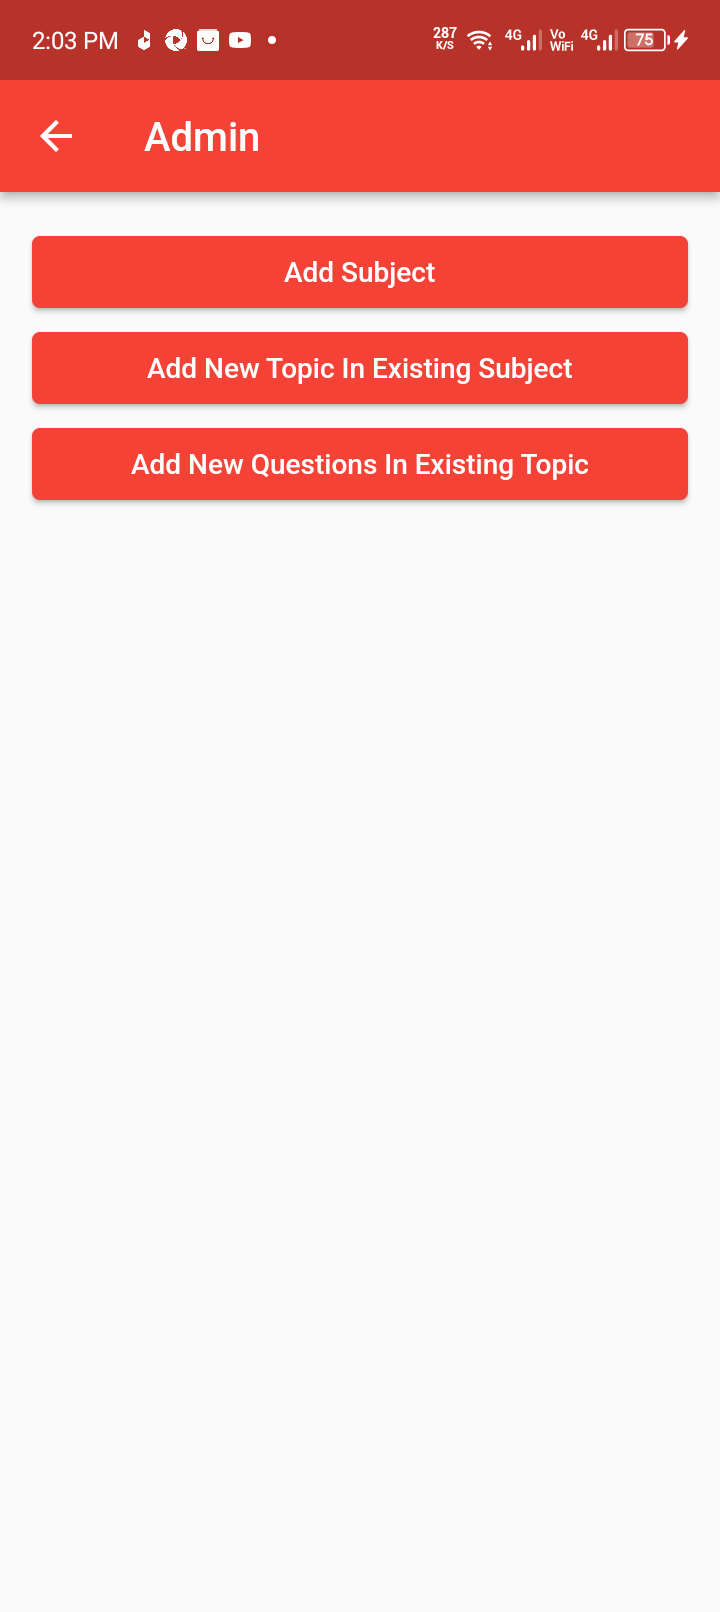 2:03 PM
287
K/S
4G
Vo
WiFi
4G
75
Admin
Add Subject
Add New Topic In Existing Subject
Add New Questions In Existing Topic